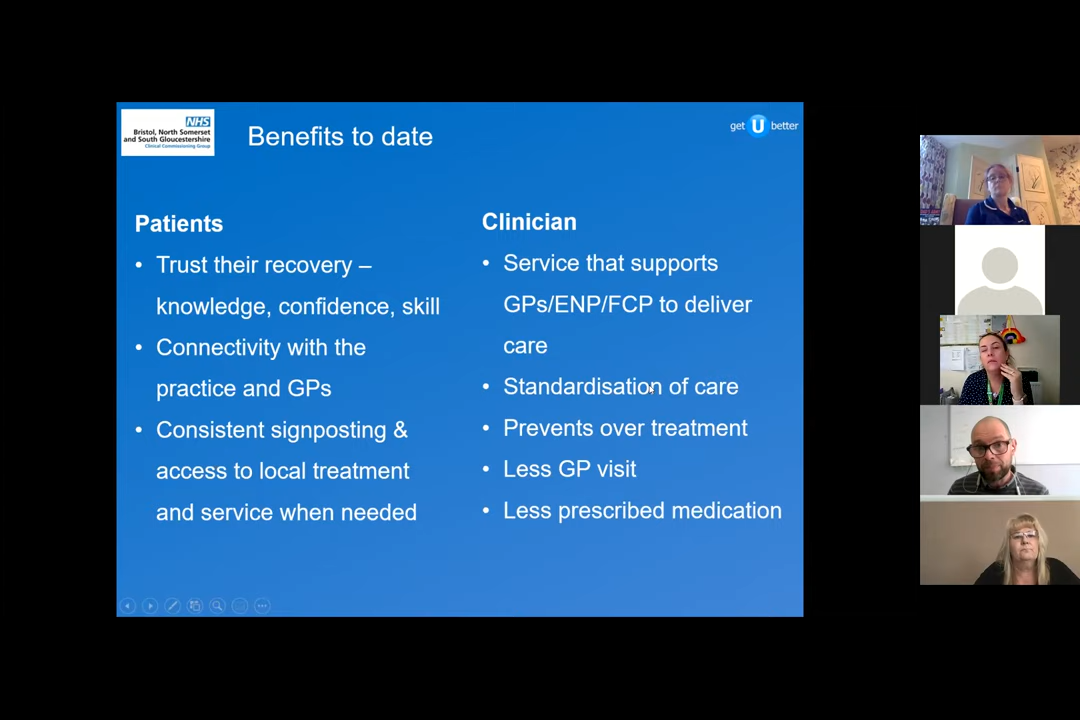 NHS
Bristol, North Somerset
and South Gloucestershire
Clinical Commissioning Group
Benefits to date
get U better
Patients
• Trust their recovery –
knowledge, confidence, skill
• Connectivity with the
practice and GPs
• Consistent signposting &
access to local treatment
and service when needed
Clinician
• Service that supports
GPs/ENP/FCP to deliver
care
• Standardisation of care
• Prevents over treatment
• Less GP visit
• Less prescribed medication